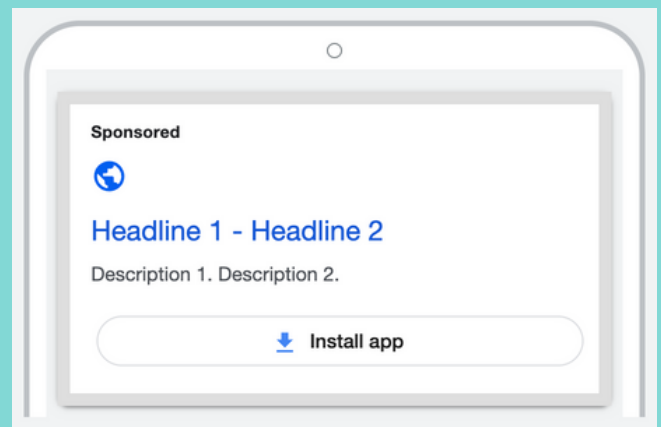 Sponsored
Headline 1 - Headline 2
Description 1. Description 2.
Install app